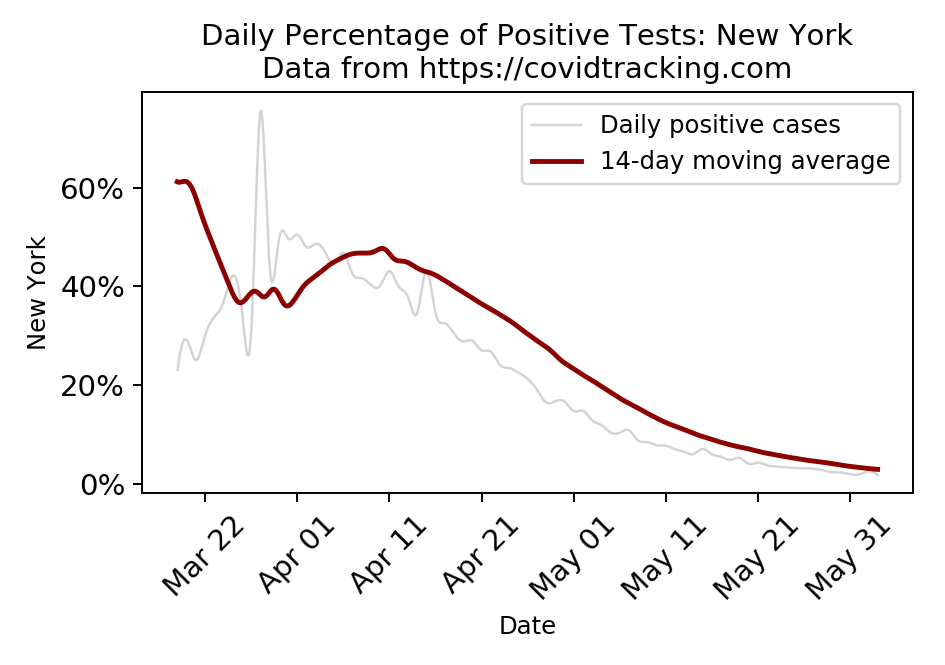 Daily Percentage of Positive Tests: New York
Data from https://covidtracking.com
Daily positive cases
14-day moving average
60%
40%
20%
0%
New York
Mar 22
Apr 01
Apr 11
Apr 21
May 01
May 11
May 21
May 31
Date